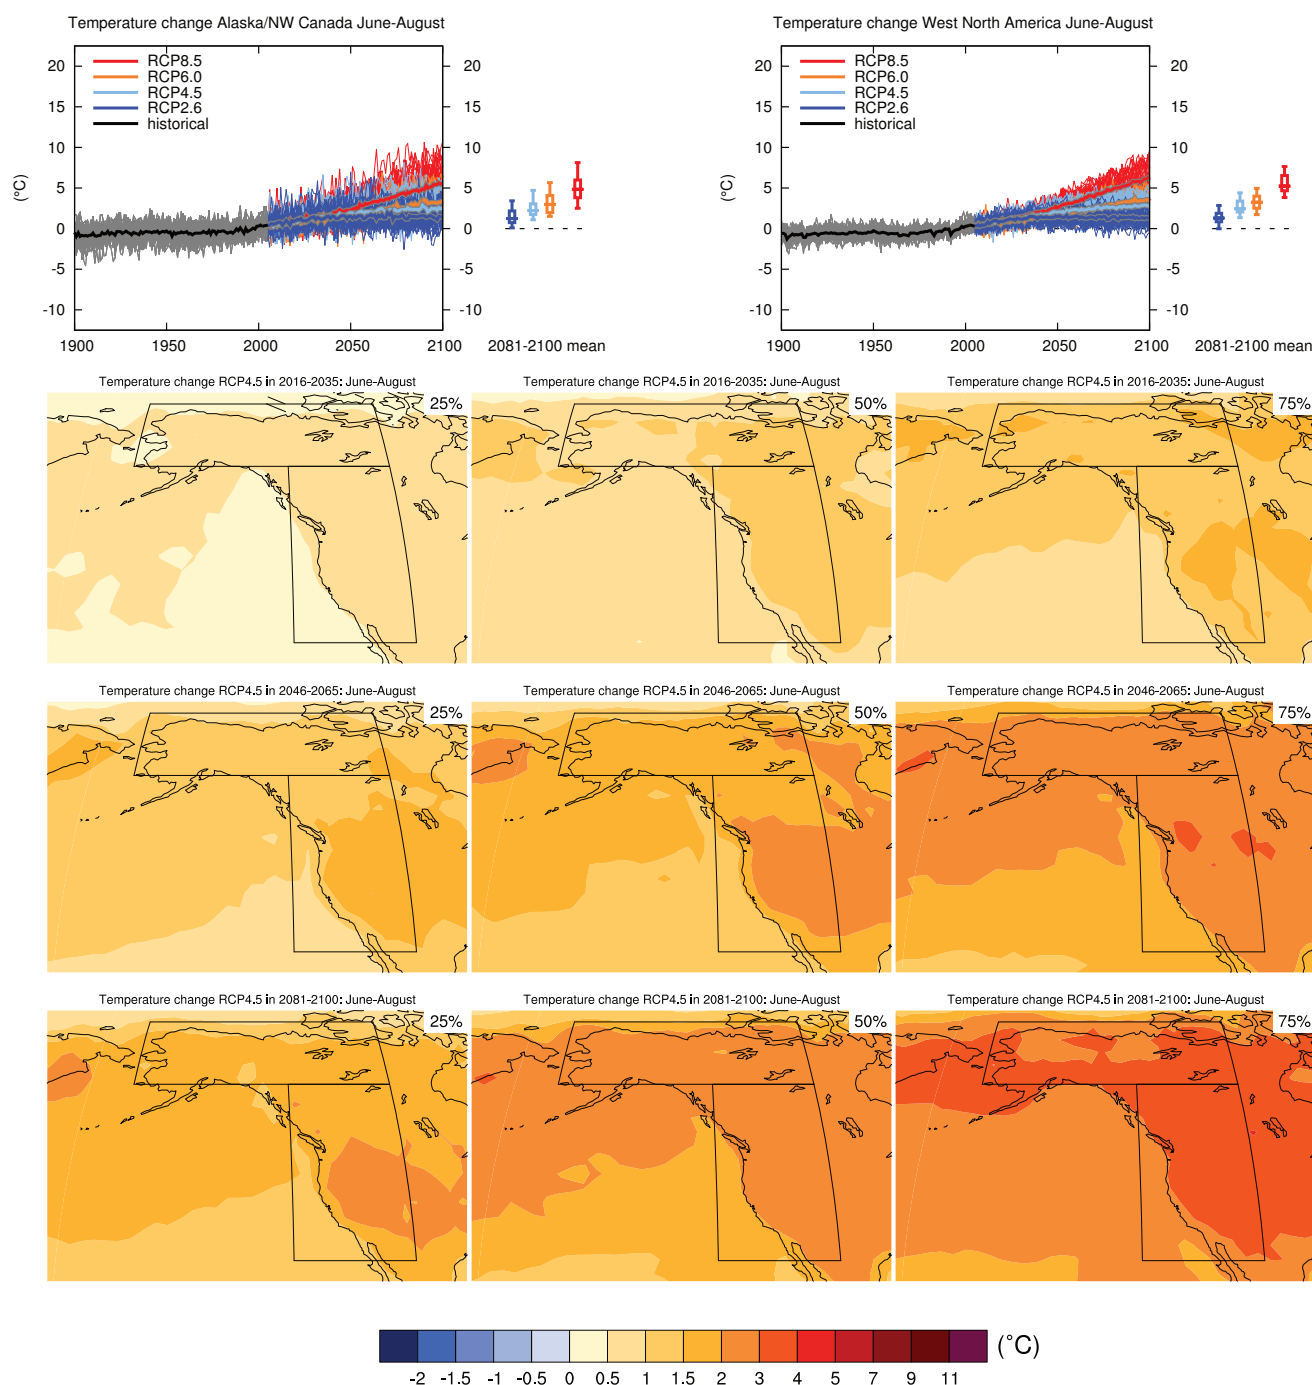 Temperature change Alaska/NW Canada June-August
Temperature change West North America June-August
RCP8.5
RCP6.0
RCP4.5
RCP2.6
historical
20
15
10
5
0
-5
-10
(°C)
20
15
10
5
0
-5
-10
1900 1950 2000 2050 2100 2081-2100 mean
RCP8.5
RCP6.0
RCP4.5
RCP2.6
historical
20
15
10
5
0
-5
-10
(°C)
20
15
10
5
0
-5
-10
1900 1950 2000 2050 2100 2081-2100 mean
Temperature change RCP4.5 in 2016-2035: June-August
25%
Temperature change RCP4.5 in 2016-2035: June-August
50%
Temperature change RCP4.5 in 2016-2035: June-August
75%
Temperature change RCP4.5 in 2046-2065: June-August
25%
Temperature change RCP4.5 in 2046-2065: June-August
50%
Temperature change RCP4.5 in 2046-2065: June-August
75%
Temperature change RCP4.5 in 2081-2100: June-August
25%
Temperature change RCP4.5 in 2081-2100: June-August
50%
Temperature change RCP4.5 in 2081-2100: June-August
75%
(°C)
-2 -1.5 -1 -0.5 0 0.5 1 1.5 2 3 4 5 7 9 11